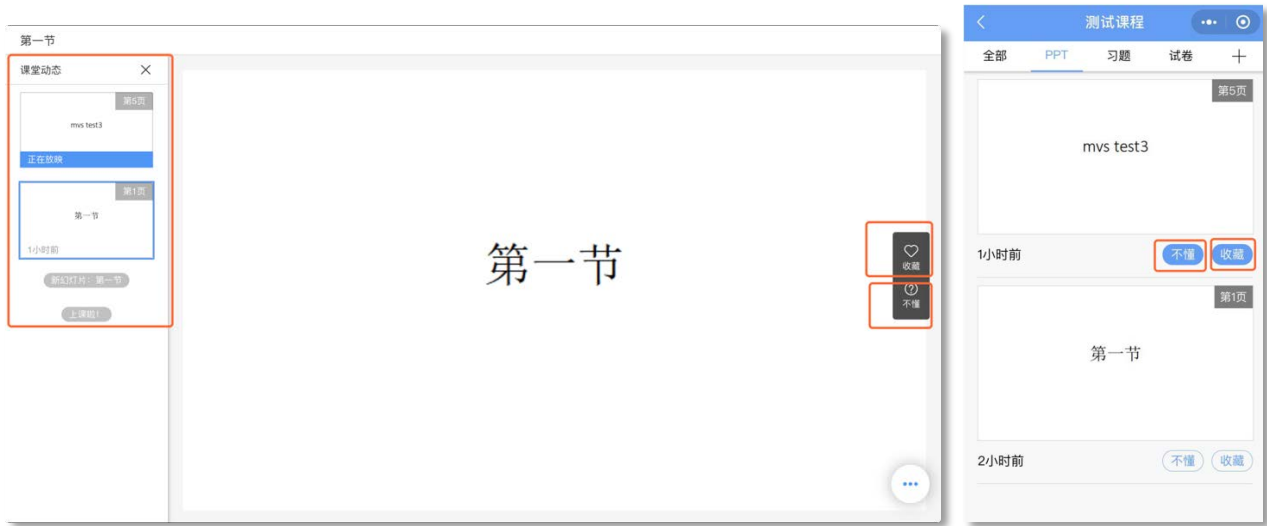 第一节
课堂动态
第5页
mvs test3
正在放映
第1页
第一节
1小时前
新幻灯片：第一节
上课啦！
第一节
收藏
不懂
测试课程
全部 PPT 习题 试卷
第5页
mvs test3
1小时前 不懂 收藏
第1页
第一节
2小时前 不懂 收藏